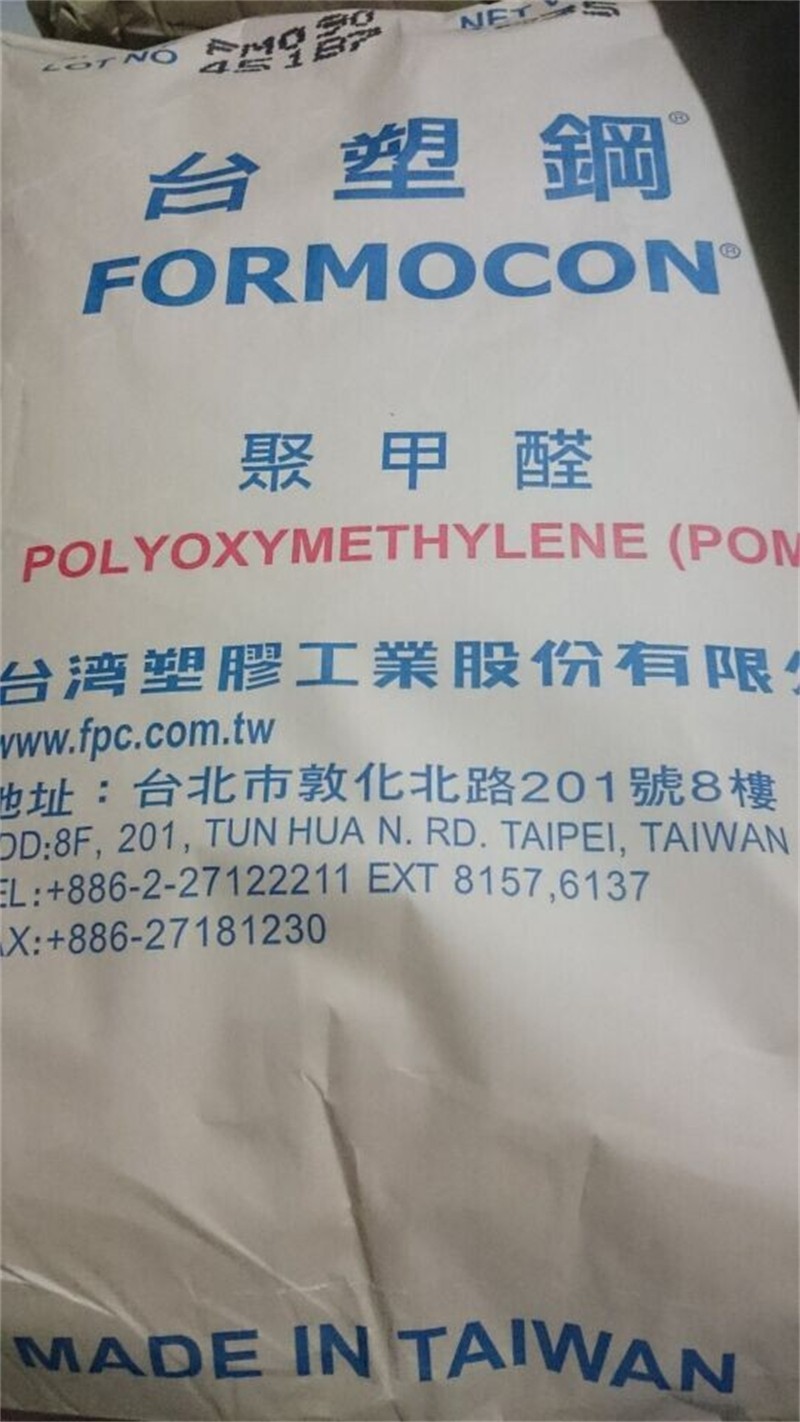 LOT NO
NET
台塑鋼®
FORMOCON®
聚甲醛
POLYOXYMETHYLENE (POM
台湾塑膠工業股份有限
www.fpc.com.tw
地址：台北市敦化北路201號8樓
DD:8F, 201, TUN HUA N. RD. TAIPEI, TAIWAN
EL:+886-2-27122211 EXT 8157,6137
AX:+886-27181230
MADE IN TAIWAN